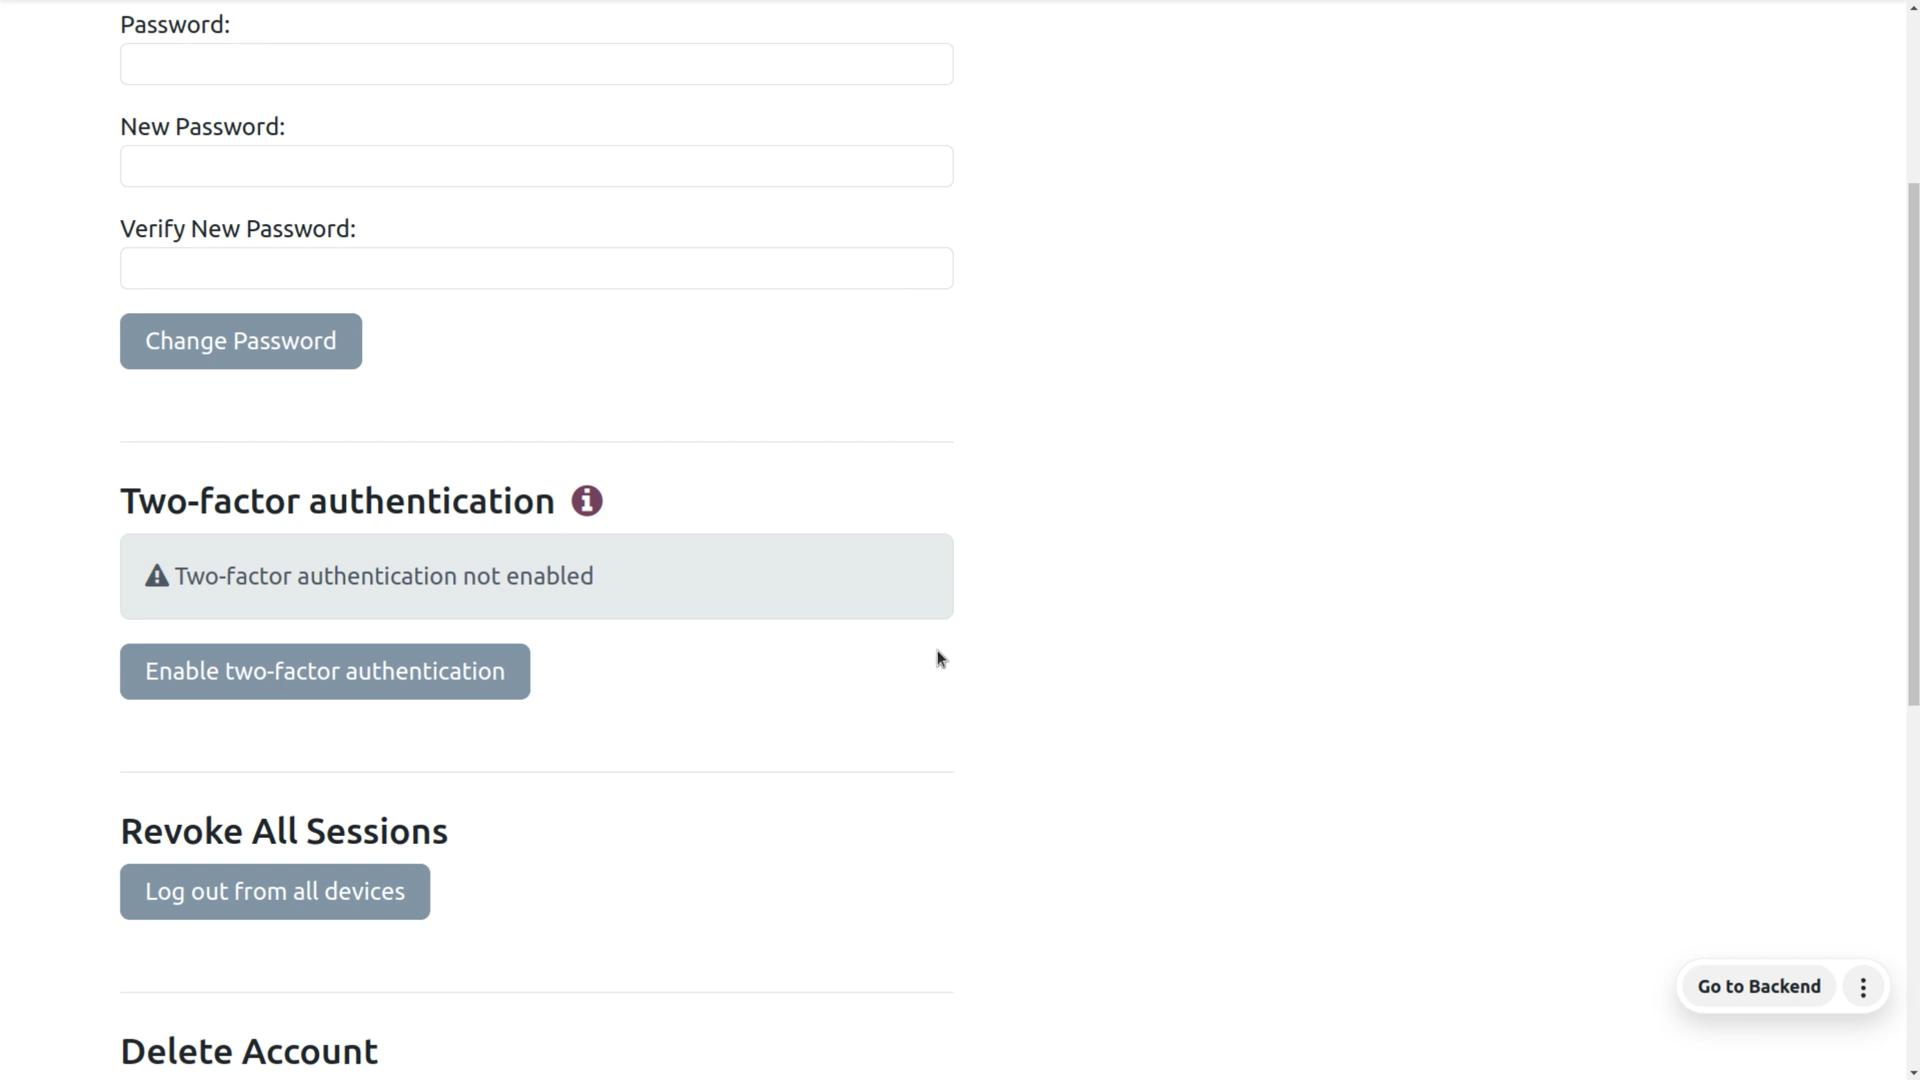 Password:
New Password:
Verify New Password:
Change Password
Two-factor authentication
Two-factor authentication not enabled
Enable two-factor authentication
Revoke All Sessions
Log out from all devices
Go to Backend
Delete Account